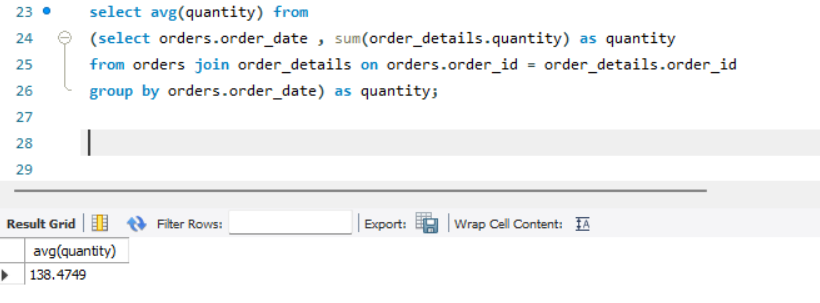 23 select avg(quantity) from
24 (select orders.order_date , sum(order_details.quantity) as quantity
25 from orders join order_details on orders.order_id = order_details.order_id
26 group by orders.order_date) as quantity;
27
28
29
Result Grid Filter Rows: Export: Wrap Cell Content: IA
avg(quantity)
138.4749